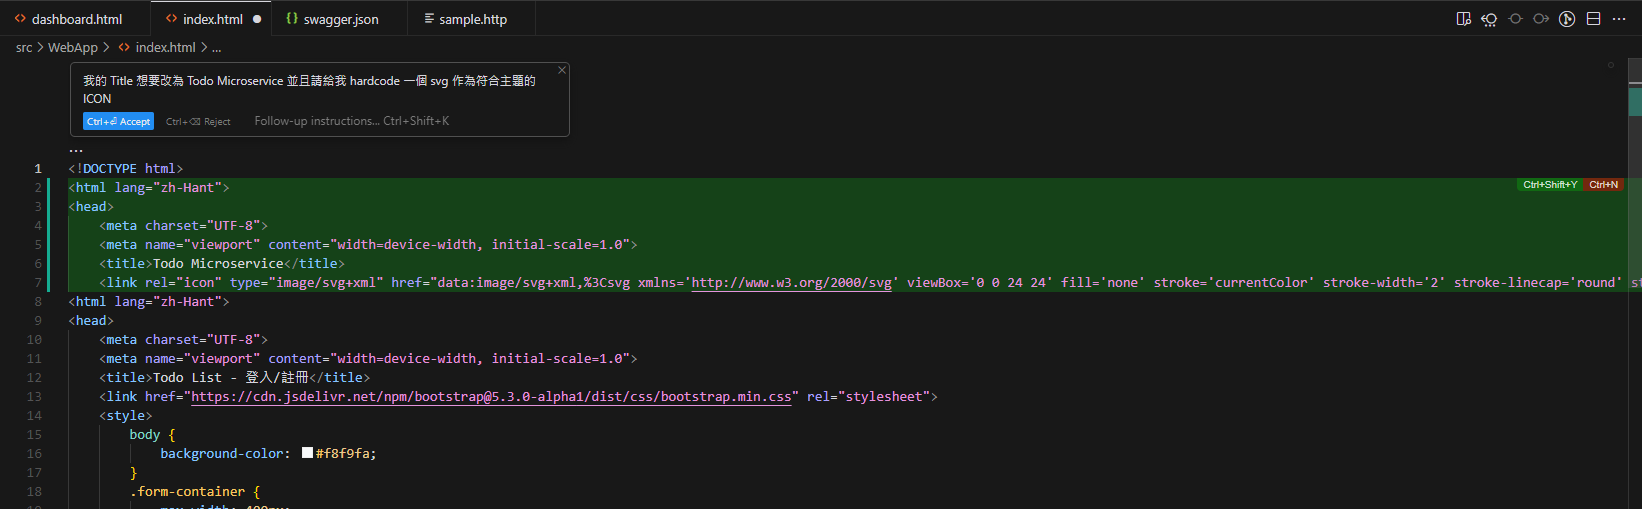 dashboard.html index.html swagger.json sample.http
src > WebApp > index.html > ...
我的 Title 想要改為 Todo Microservice 並且請給我 hardcode 一個 svg 作為符合主題的
ICON
Ctrl+⏎ Accept Ctrl+⌫ Reject Follow-up instructions... Ctrl+Shift+K
...
1 <!DOCTYPE html>
2 <html lang="zh-Hant"> Ctrl+Shift+Y Ctrl+N
3 <head>
4 <meta charset="UTF-8">
5 <meta name="viewport" content="width=device-width, initial-scale=1.0">
6 <title>Todo Microservice</title>
7 <link rel="icon" type="image/svg+xml" href="data:image/svg+xml,%3Csvg xmlns='http://www.w3.org/2000/svg' viewBox='0 0 24 24' fill='none' stroke='currentColor' stroke-width='2' stroke-linecap='round' st
8 <html lang="zh-Hant">
9 <head>
10 <meta charset="UTF-8">
11 <meta name="viewport" content="width=device-width, initial-scale=1.0">
12 <title>Todo List - 登入/註冊</title>
13 <link href="https://cdn.jsdelivr.net/npm/bootstrap@5.3.0-alpha1/dist/css/bootstrap.min.css" rel="stylesheet">
14 <style>
15 body {
16 background-color: #f8f9fa;
17 }
18 .form-container {